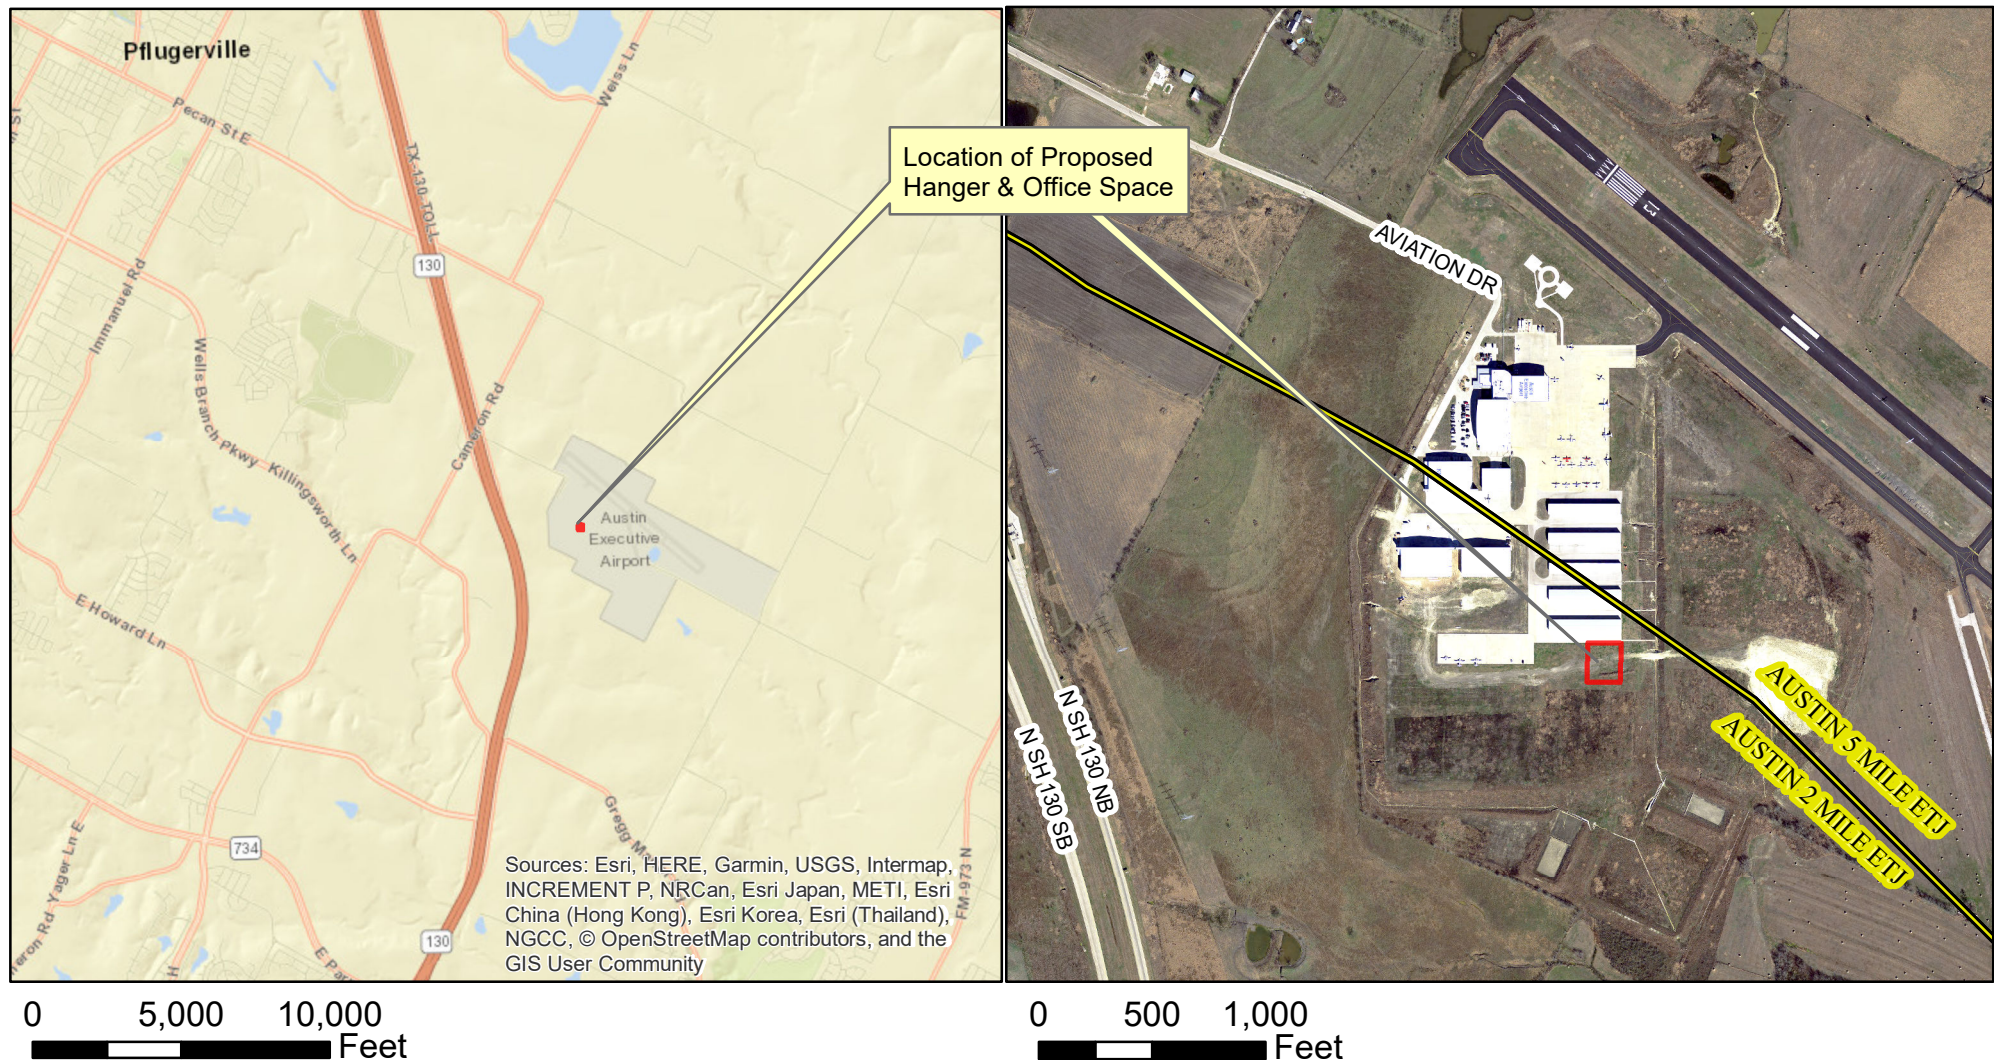 Pflugerville
Pecan St E
Weiss Ln
TX-130 TOLL
130
Immanuel Rd
Wells Branch Pkwy
Killingsworth Ln
Cameron Rd
Location of Proposed
Hanger & Office Space
Austin
Executive
Airport
E Howard Ln
734
130
Sources: Esri, HERE, Garmin, USGS, Intermap,
INCREMENT P, NRCan, Esri Japan, METI, Esri
China (Hong Kong), Esri Korea, Esri (Thailand),
NGCC, © OpenStreetMap contributors, and the
GIS User Community
FM-973 N
AVIATION DR
13
N SH 130 NB
N SH 130 SB
AUSTIN 5 MILE ETJ
AUSTIN 2 MILE ETJ
0 5,000 10,000
Feet
0 500 1,000
Feet